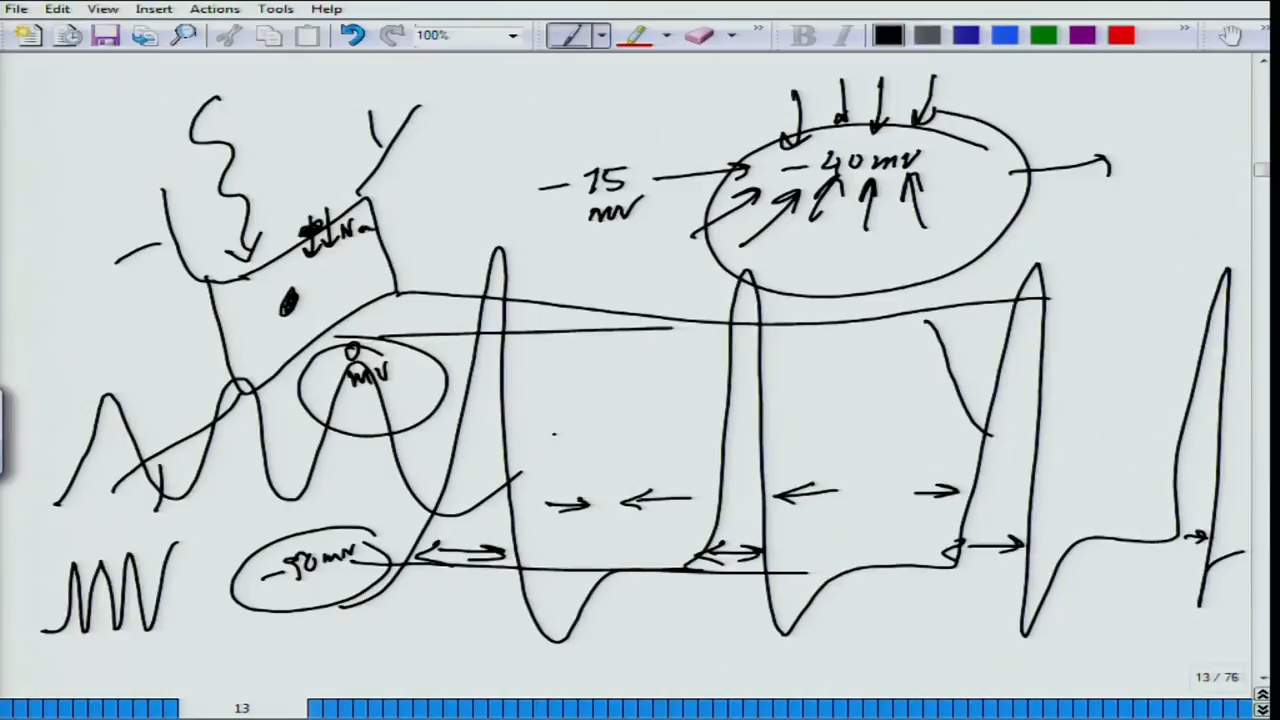 File Edit View Insert Actions Tools Help
100%
B I
-40mv
-15
mv
Na
0
mV
-90mv
13 / 76
13